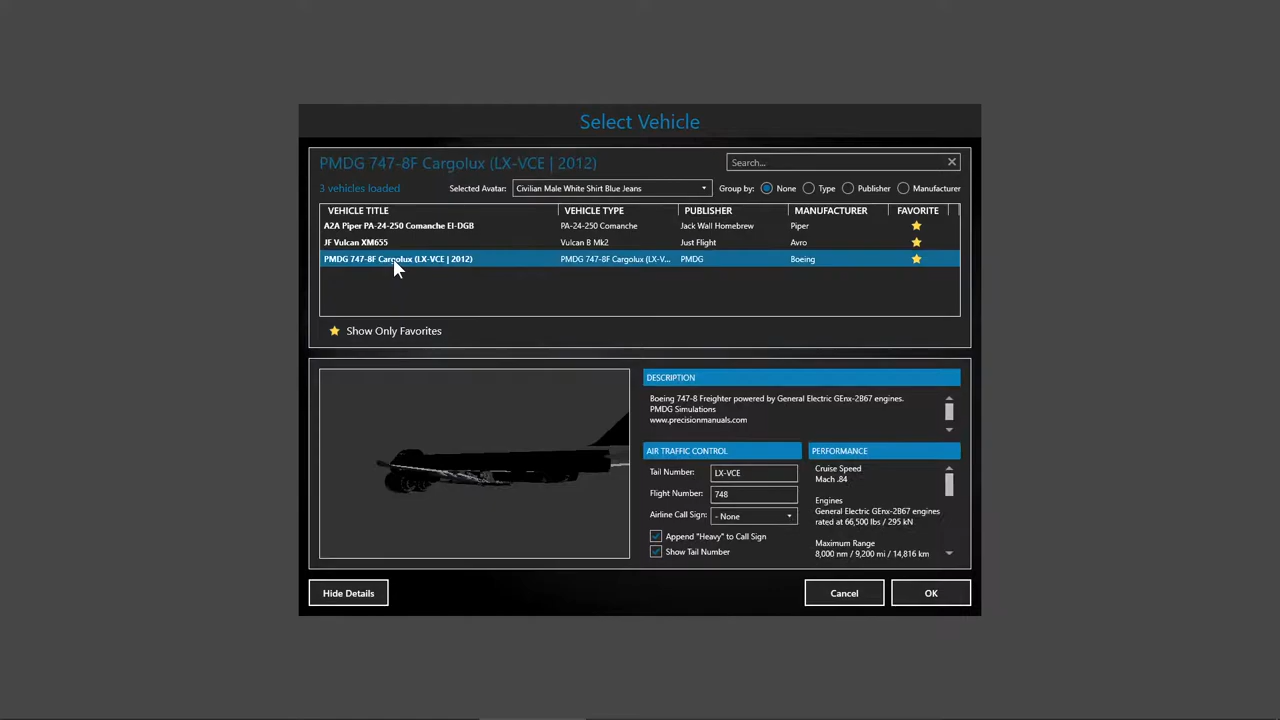 Select Vehicle
PMDG 747-8F Cargolux (LX-VCE | 2012)
Search...
3 vehicles loaded
Selected Avatar: Civilian Male White Shirt Blue Jeans
Group by: None Type Publisher Manufacturer
VEHICLE TITLE VEHICLE TYPE PUBLISHER MANUFACTURER FAVORITE
A2A Piper PA-24-250 Comanche EI-DGB PA-24-250 Comanche Jack Wall Homebrew Piper
JF Vulcan XM655 Vulcan B Mk2 Just Flight Avro
PMDG 747-8F Cargolux (LX-VCE | 2012) PMDG 747-8F Cargolux (LX-V... PMDG Boeing
Show Only Favorites
DESCRIPTION
Boeing 747-8 Freighter powered by General Electric GEnx-2B67 engines.
PMDG Simulations
www.precisionmanuals.com
AIR TRAFFIC CONTROL
Tail Number: LX-VCE
Flight Number: 748
Airline Call Sign: - None
Append "Heavy" to Call Sign
Show Tail Number
PERFORMANCE
Cruise Speed
Mach .84
Engines
General Electric GEnx-2B67 engines
rated at 66,500 lbs / 295 kN
Maximum Range
8,000 nm / 9,200 mi / 14,816 km
Hide Details
Cancel
OK